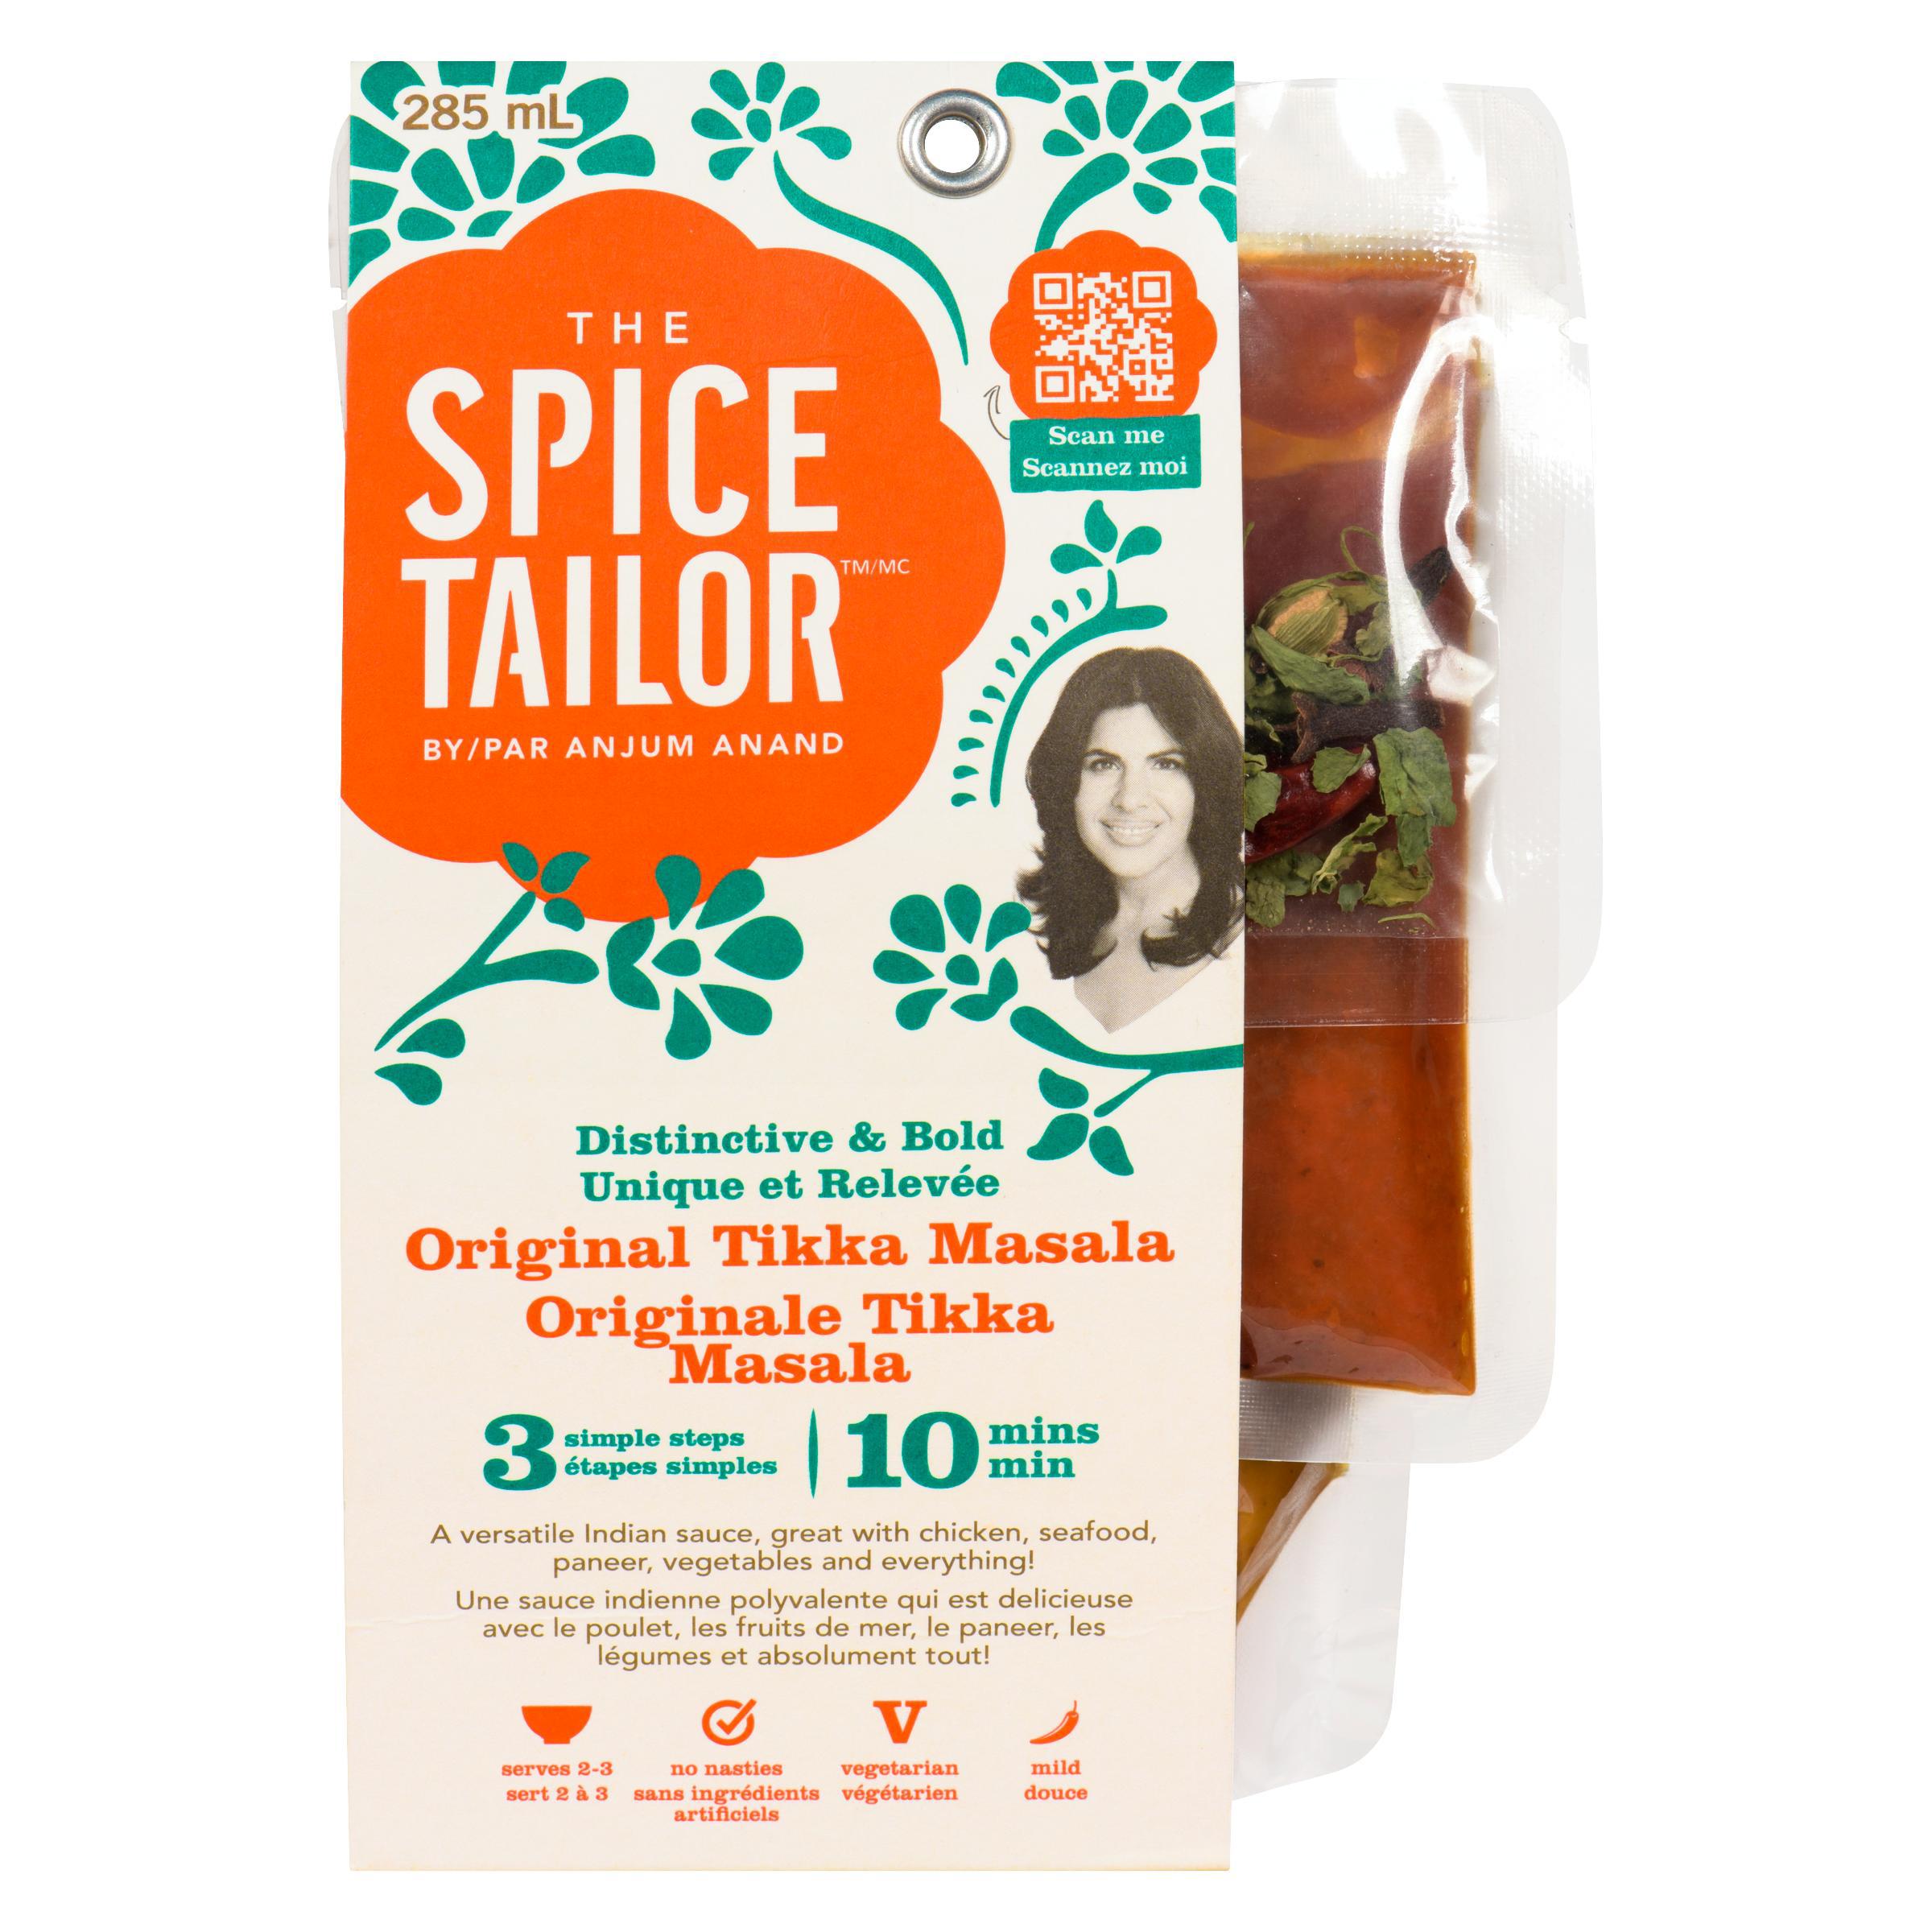 285 mL
THE
SPICE
TAILOR TM/MC
BY/PAR ANJUM ANAND
Scan me
Scannez moi
Distinctive & Bold
Unique et Relevée
Original Tikka Masala
Originale Tikka
Masala
3 simple steps
étapes simples
10 mins
min
A versatile Indian sauce, great with chicken, seafood,
paneer, vegetables and everything!
Une sauce indienne polyvalente qui est delicieuse
avec le poulet, les fruits de mer, le paneer, les
légumes et absolument tout!
serves 2-3
sert 2 à 3
no nasties
sans ingrédients
artificiels
V
vegetarian
végétarien
mild
douce